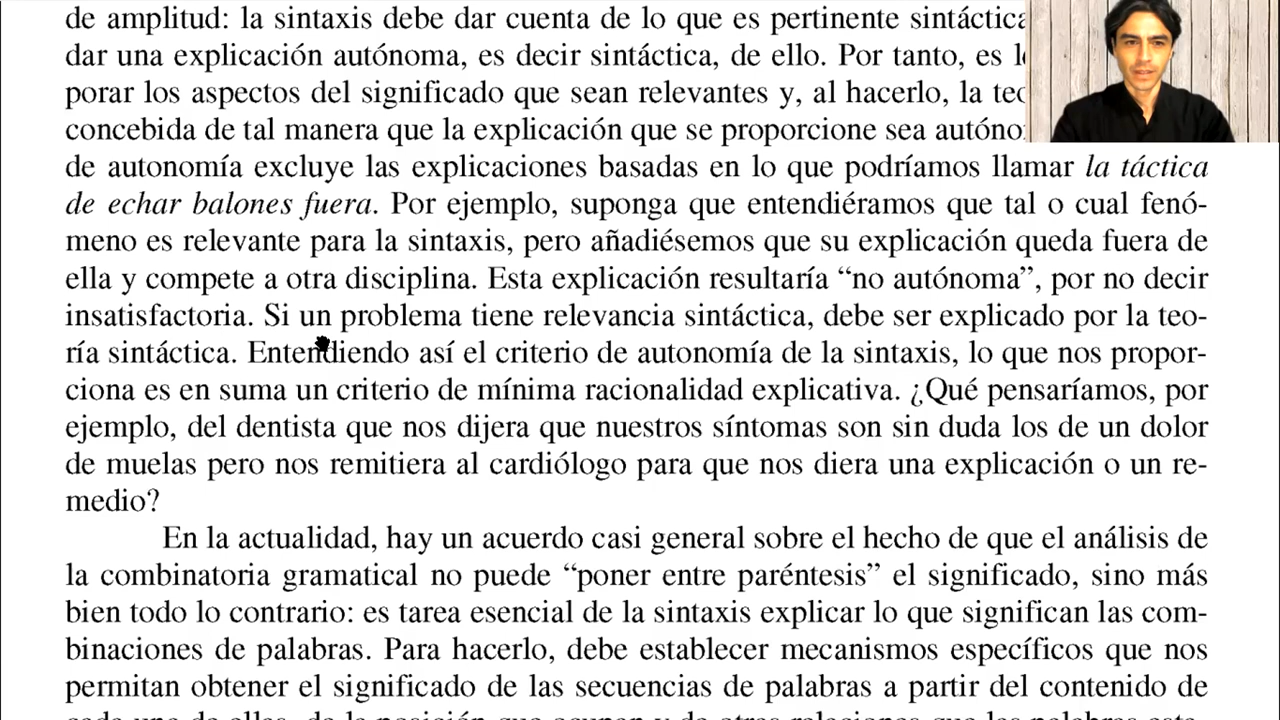 de amplitud: la sintaxis debe dar cuenta de lo que es pertinente
dar una explicación autónoma, es decir sintáctica, de ello. Por tanto, es
porar los aspectos del significado que sean relevantes y, al hacerlo, la
concebida de tal manera que la explicación que se proporcione sea
de autonomía excluye las explicaciones basadas en lo que podríamos llamar la táctica
de echar balones fuera. Por ejemplo, suponga que entendiéramos que tal o cual fenó-
meno es relevante para la sintaxis, pero añadiésemos que su explicación queda fuera de
ella y compete a otra disciplina. Esta explicación resultaría “no autónoma”, por no decir
insatisfactoria. Si un problema tiene relevancia sintáctica, debe ser explicado por la teo-
ría sintáctica. Entendiendo así el criterio de autonomía de la sintaxis, lo que nos propor-
ciona es en suma un criterio de mínima racionalidad explicativa. ¿Qué pensaríamos, por
ejemplo, del dentista que nos dijera que nuestros síntomas son sin duda los de un dolor
de muelas pero nos remitiera al cardiólogo para que nos diera una explicación o un re-
medio?
En la actualidad, hay un acuerdo casi general sobre el hecho de que el análisis de
la combinatoria gramatical no puede “poner entre paréntesis” el significado, sino más
bien todo lo contrario: es tarea esencial de la sintaxis explicar lo que significan las com-
binaciones de palabras. Para hacerlo, debe establecer mecanismos específicos que nos
permitan obtener el significado de las secuencias de palabras a partir del contenido de